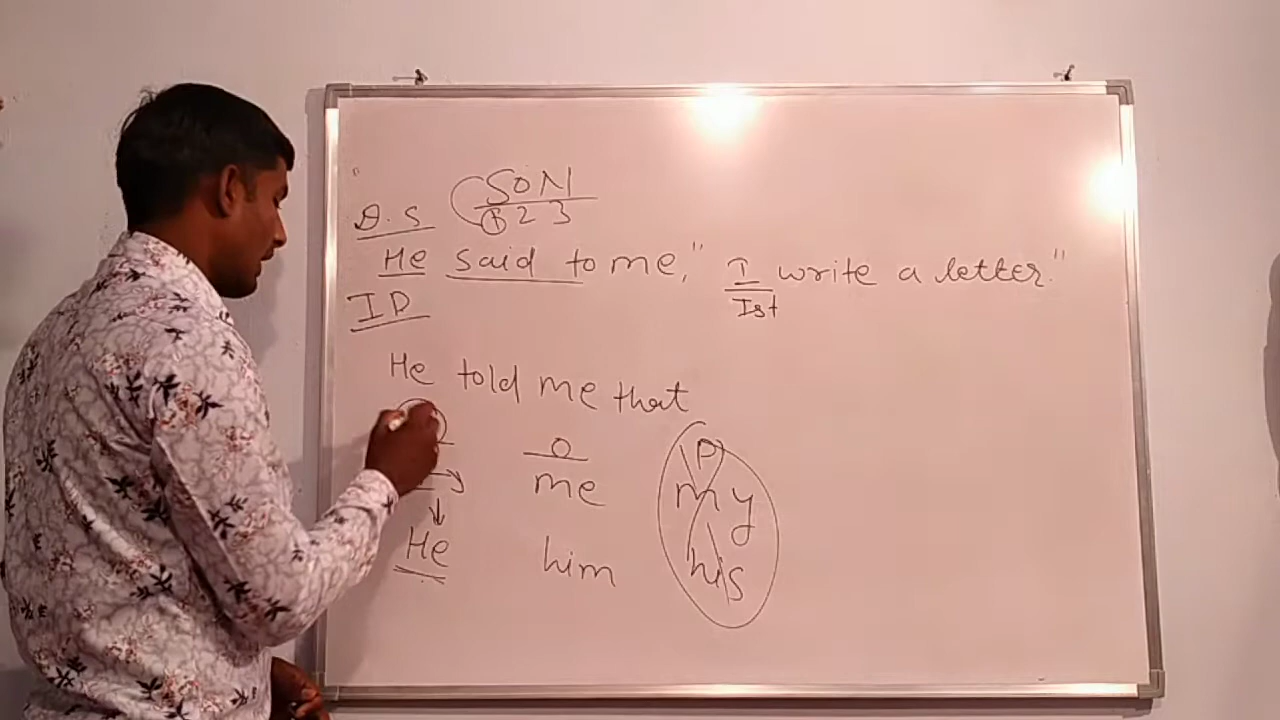 SON
D.S 1 2 3
He said to me, " I write a letter."
Ist
ID
He told me that
O P
me my
He him his